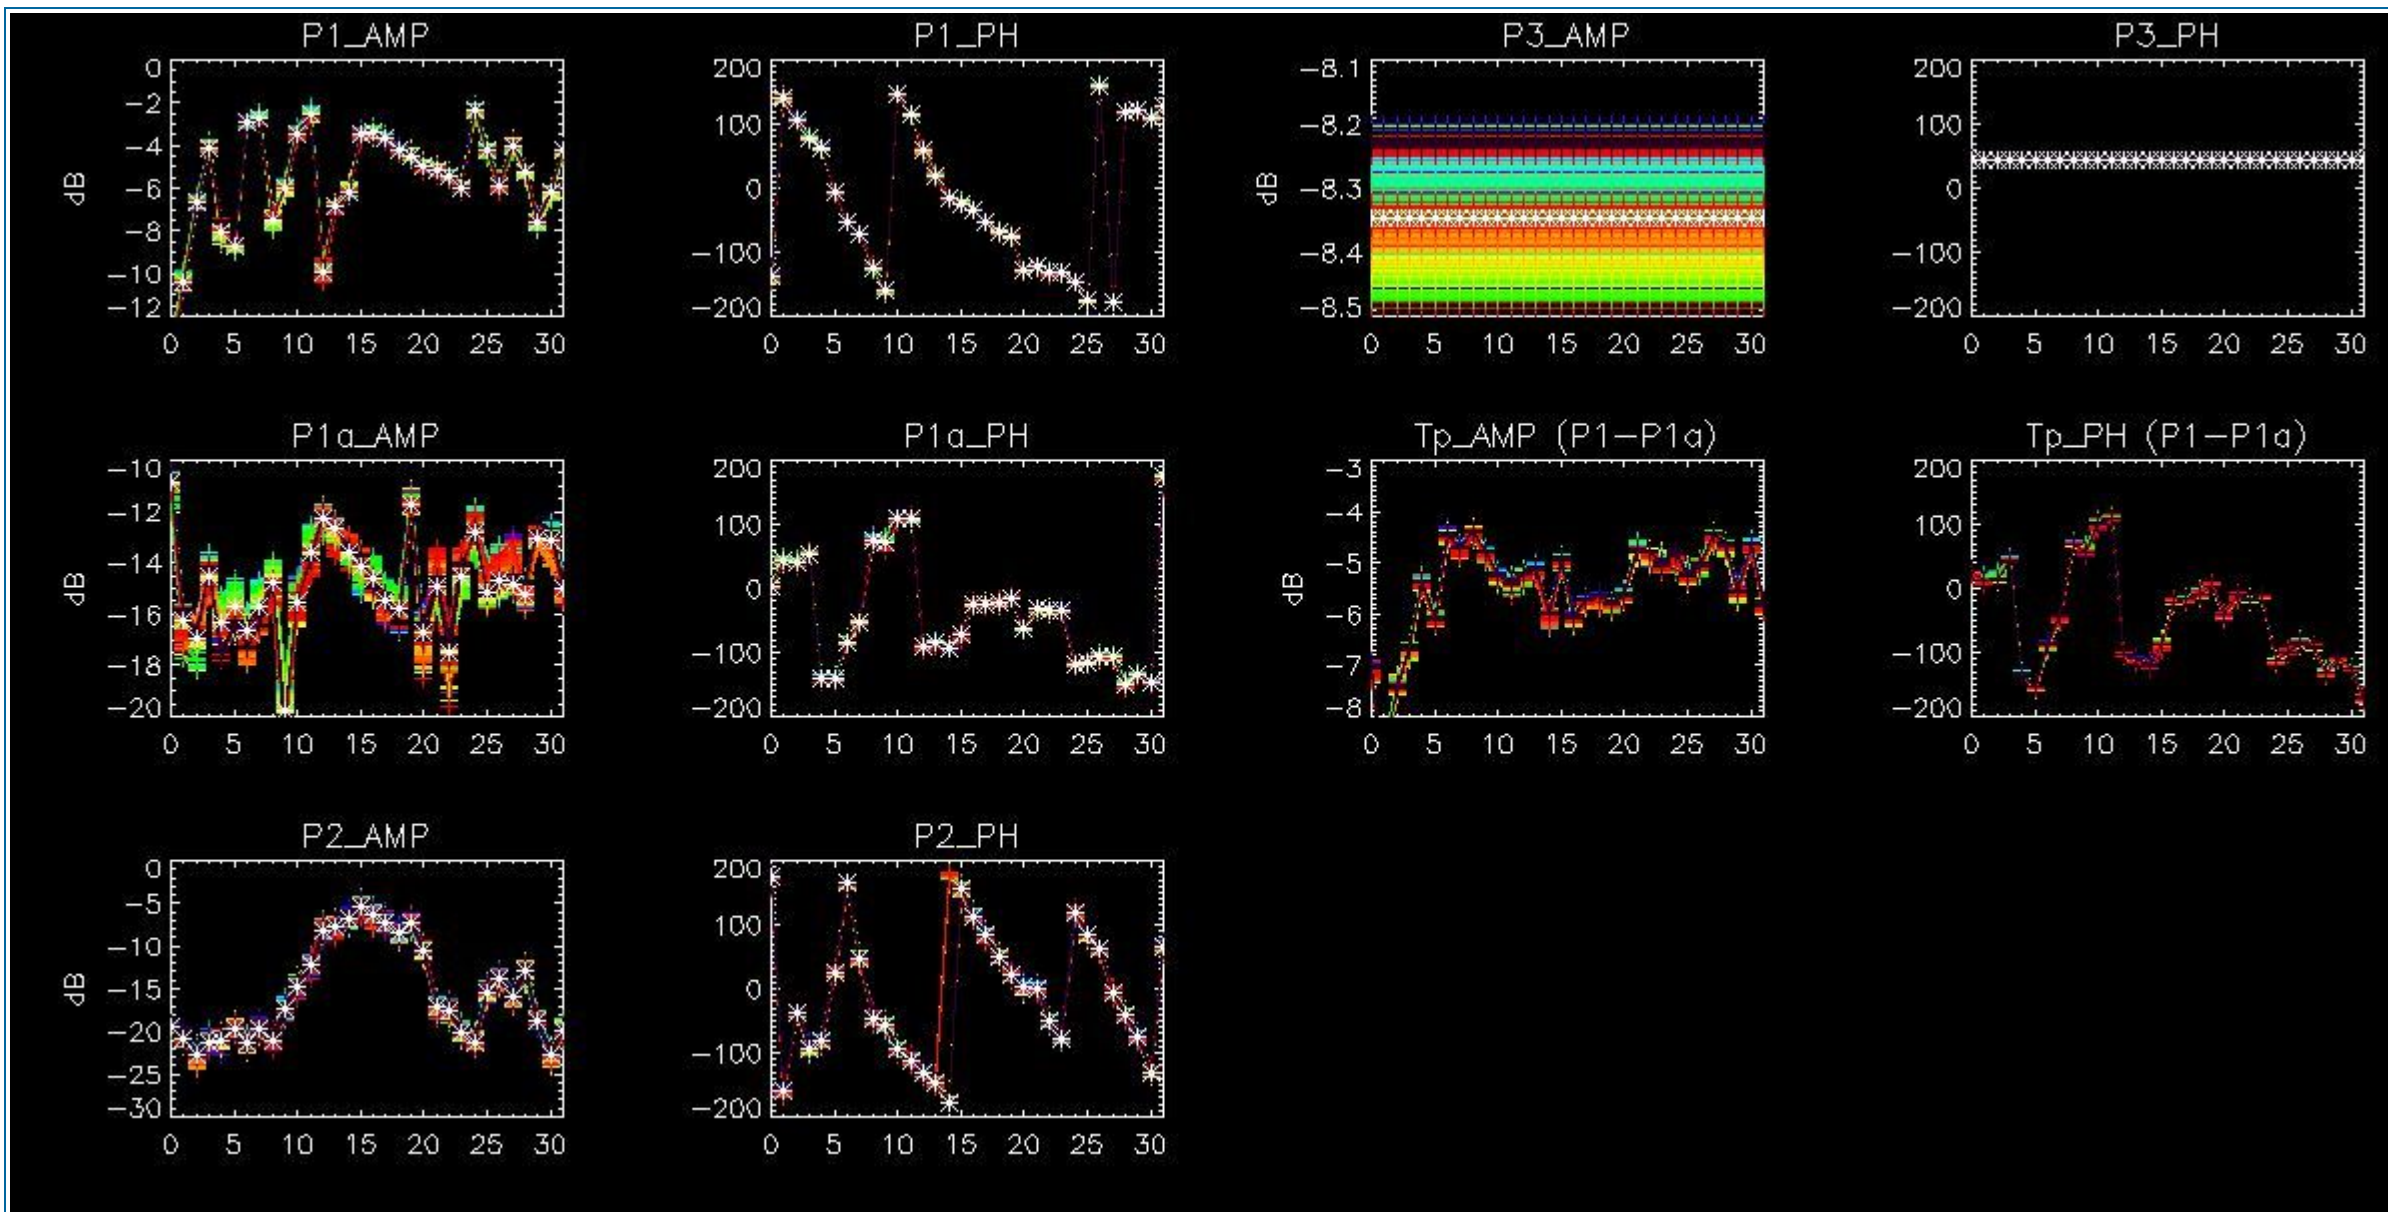 P1_AMP P1_PH P3_AMP P3_PH
0 200 −8.1 200
−2 100 −8.2 100
−4 0 −8.3 0
−6 −100 −8.4 −100
−8 −200 −8.5 −200
−10
−12
dB dB
0 5 10 15 20 25 30 0 5 10 15 20 25 30 0 5 10 15 20 25 30 0 5 10 15 20 25 30
P1a_AMP P1a_PH Tp_AMP (P1−P1a) Tp_PH (P1−P1a)
−10 200 −3 200
−12 100 −4 100
−14 0 −5 0
−16 −100 −6 −100
−18 −200 −7 −200
−20 −8
dB dB
0 5 10 15 20 25 30 0 5 10 15 20 25 30 0 5 10 15 20 25 30 0 5 10 15 20 25 30
P2_AMP P2_PH
0 200
−5 100
−10 0
−15 −100
−20 −200
−25
−30
dB
0 5 10 15 20 25 30 0 5 10 15 20 25 30